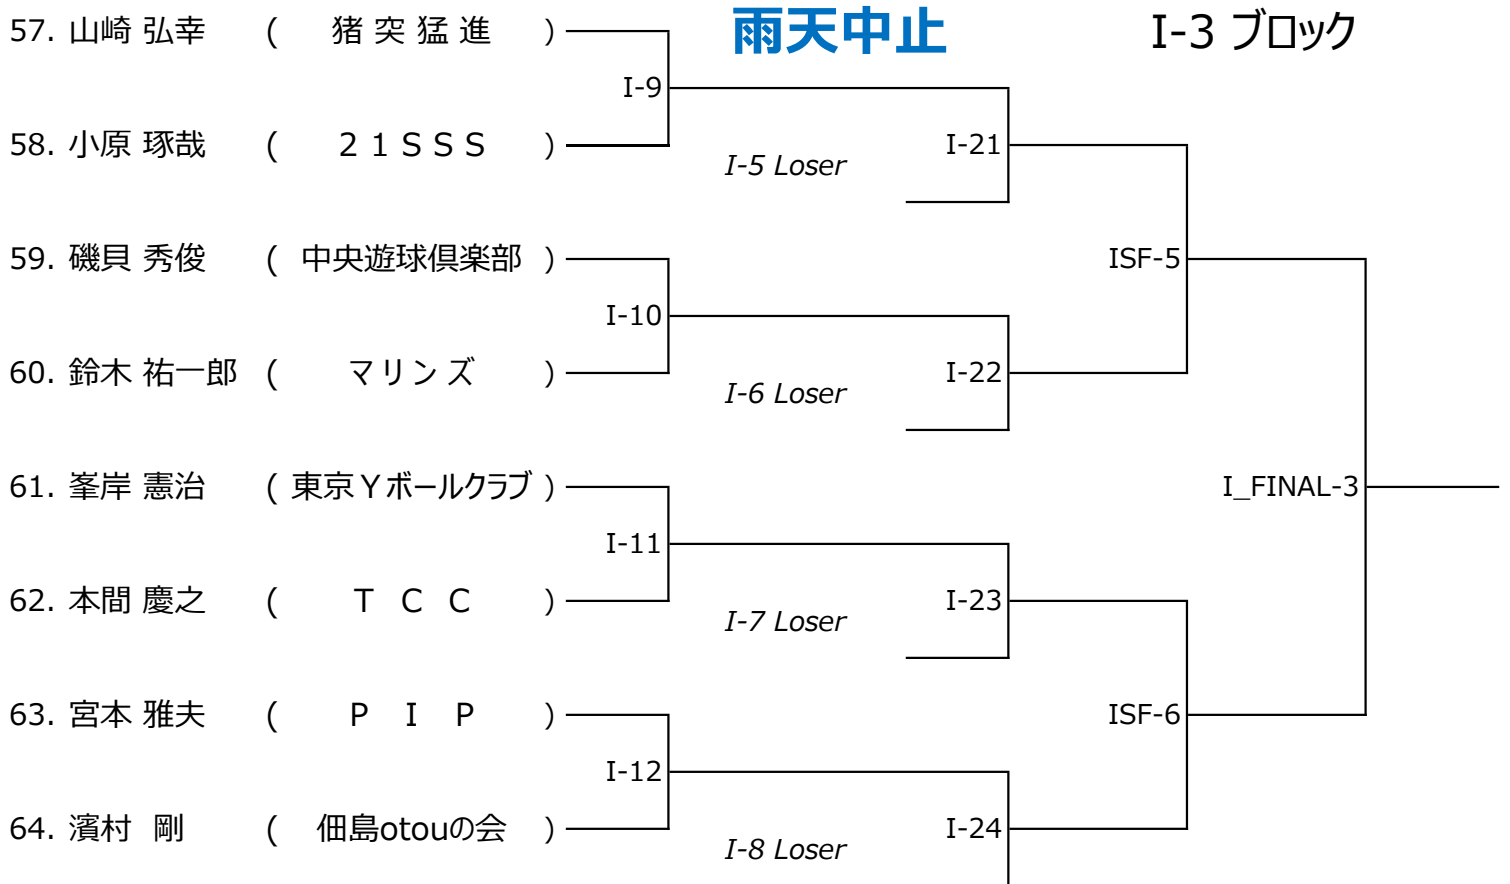 57. 山崎 弘幸 ( 猪 突 猛 進 ) 雨天中止 I-3 ブロック
I-9
58. 小原 琢哉 ( 2 1 S S S ) I-21
I-5 Loser
59. 磯貝 秀俊 ( 中央遊球倶楽部 ) ISF-5
I-10
60. 鈴木 祐一郎 ( マ リ ン ズ ) I-22
I-6 Loser
61. 峯岸 憲治 ( 東京Ｙボールクラブ ) I_FINAL-3
I-11
62. 本間 慶之 ( T C C ) I-23
I-7 Loser
63. 宮本 雅夫 ( P I P ) ISF-6
I-12
64. 濱村 剛 ( 佃島otouの会 ) I-24
I-8 Loser